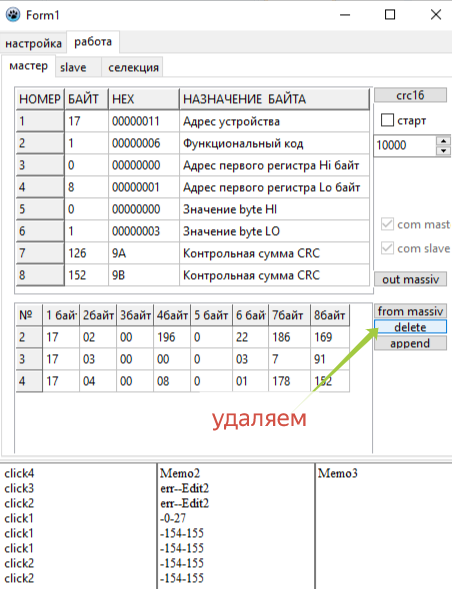 Form1
настройка работа
мастер slave селекция
НОМЕР БАЙТ HEX НАЗНАЧЕНИЕ БАЙТА
1 17 00000011 Адрес устройства
2 1 00000006 Функциональный код
3 0 00000000 Адрес первого регистра Hi байт
4 8 00000001 Адрес первого регистра Lo байт
5 0 00000000 Значение byte HI
6 1 00000003 Значение byte LO
7 126 9A Контрольная сумма CRC
8 152 9B Контрольная сумма CRC
crc16
старт
10000
com mast
com slave
out massiv
№ 1 байт 2байт 3байт 4байт 5 байт 6 байт 7байт 8байт
2 17 02 00 196 0 22 186 169
3 17 03 00 00 0 03 7 91
4 17 04 00 08 0 01 178 152
from massiv
delete
append
удаляем
click4 Memo2 Memo3
click3 err--Edit2
click2 err--Edit2
click1 -0-27
click1 -154-155
click1 -154-155
click2 -154-155
click2 -154-155